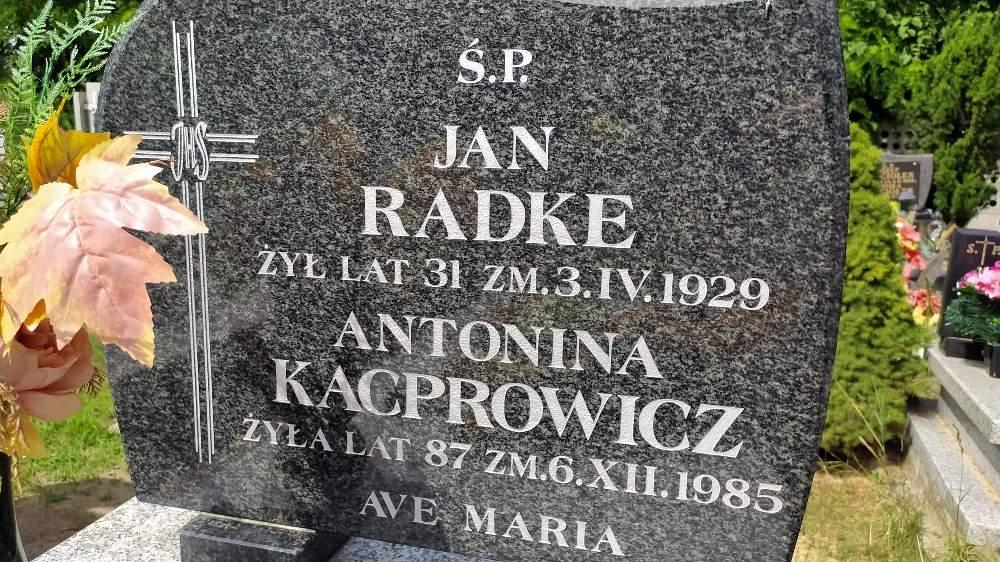 JHS
Ś.P.
JAN
RADKE
ŻYŁ LAT 31 ZM.3.IV.1929
ANTONINA
KACPROWICZ
ŻYŁA LAT 87 ZM.6.XII.1985
AVE MARIA